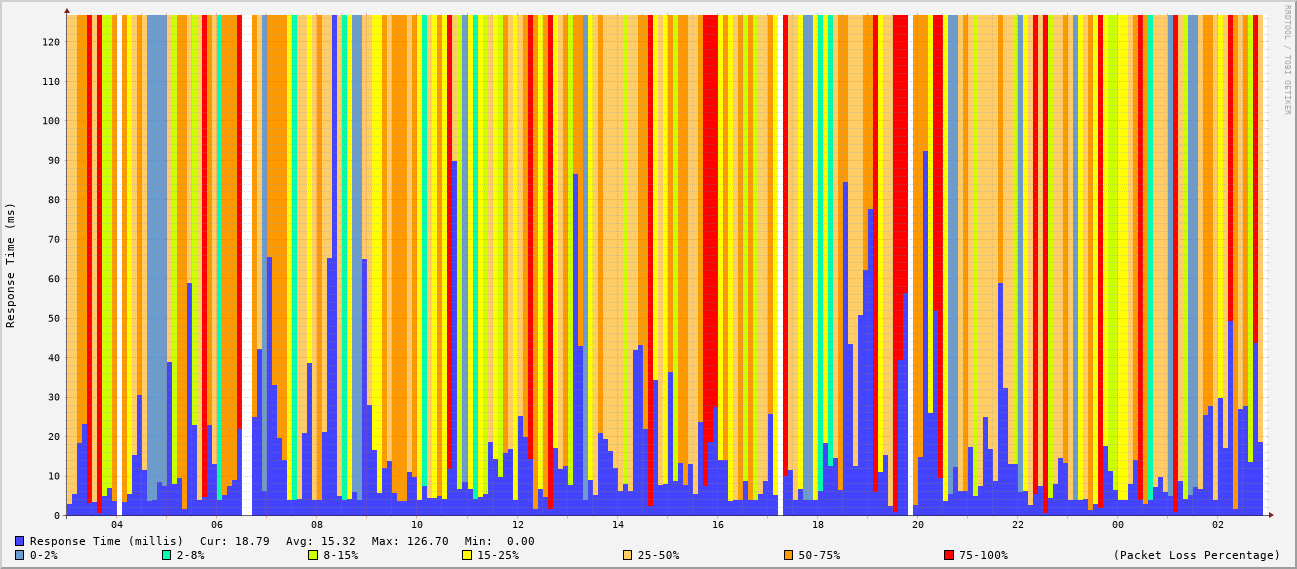 RRDTOOL / TOBI OETIKER
Response Time (ms)
120
110
100
90
80
70
60
50
40
30
20
10
0
04 06 08 10 12 14 16 18 20 22 00 02
Response Time (millis) Cur: 18.79 Avg: 15.32 Max: 126.70 Min: 0.00
0-2% 2-8% 8-15% 15-25% 25-50% 50-75% 75-100% (Packet Loss Percentage)